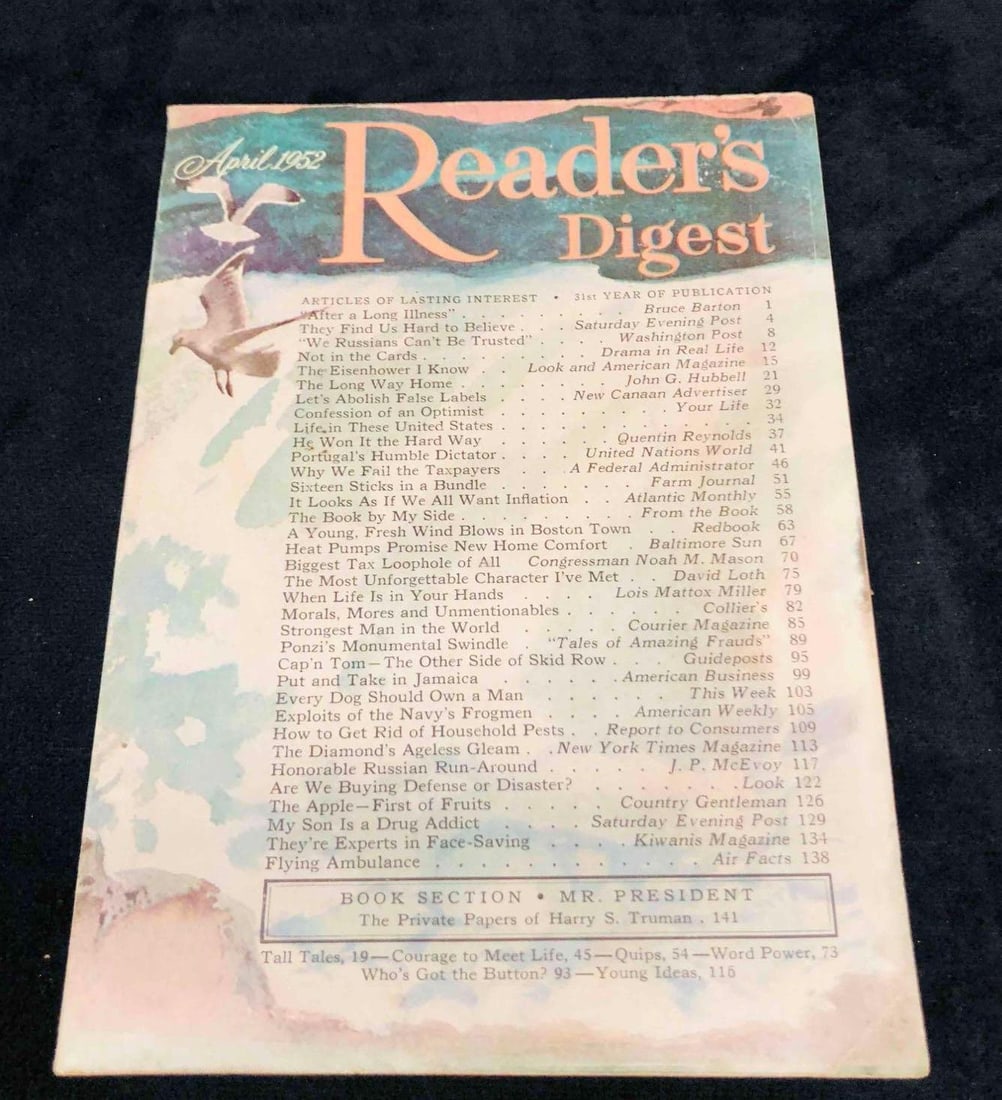 April 1952
Reader's
Digest
ARTICLES OF LASTING INTEREST • 31st YEAR OF PUBLICATION
"After a Long Illness" . . . . . . . . . Bruce Barton 1
They Find Us Hard to Believe . . . Saturday Evening Post 4
"We Russians Can't Be Trusted" . . . . Washington Post 8
Not in the Cards . . . . . . . . . Drama in Real Life 12
The Eisenhower I Know . . Look and American Magazine 15
The Long Way Home . . . . . . . . John G. Hubbell 21
Let's Abolish False Labels . . . . New Canaan Advertiser 29
Confession of an Optimist . . . . . . . . . Your Life 32
Life in These United States . . . . . . . . . . . . . 34
He Won It the Hard Way . . . . . . Quentin Reynolds 37
Portugal's Humble Dictator . . . . United Nations World 41
Why We Fail the Taxpayers . . . A Federal Administrator 46
Sixteen Sticks in a Bundle . . . . . . . Farm Journal 51
It Looks As If We All Want Inflation . . Atlantic Monthly 55
The Book by My Side . . . . . . . . From the Book 58
A Young, Fresh Wind Blows in Boston Town . . Redbook 63
Heat Pumps Promise New Home Comfort . Baltimore Sun 67
Biggest Tax Loophole of All Congressman Noah M. Mason 70
The Most Unforgettable Character I've Met . . David Loth 75
When Life Is in Your Hands . . . . Lois Mattox Miller 79
Morals, Mores and Unmentionables . . . . . . Collier's 82
Strongest Man in the World . . . . . Courier Magazine 85
Ponzi's Monumental Swindle . "Tales of Amazing Frauds" 89
Cap'n Tom—The Other Side of Skid Row . . . Guideposts 95
Put and Take in Jamaica . . . . . . American Business 99
Every Dog Should Own a Man . . . . . . This Week 103
Exploits of the Navy's Frogmen . . . . American Weekly 105
How to Get Rid of Household Pests . . Report to Consumers 109
The Diamond's Ageless Gleam . . New York Times Magazine 113
Honorable Russian Run-Around . . . . . J. P. McEvoy 117
Are We Buying Defense or Disaster? . . . . . . . Look 122
The Apple—First of Fruits . . . . . Country Gentleman 126
My Son Is a Drug Addict . . . . Saturday Evening Post 129
They're Experts in Face-Saving . . . . Kiwanis Magazine 134
Flying Ambulance . . . . . . . . . . . . . Air Facts 138
BOOK SECTION • MR. PRESIDENT
The Private Papers of Harry S. Truman . 141
Tall Tales, 19—Courage to Meet Life, 45—Quips, 54—Word Power, 73
Who's Got the Button? 93—Young Ideas, 116